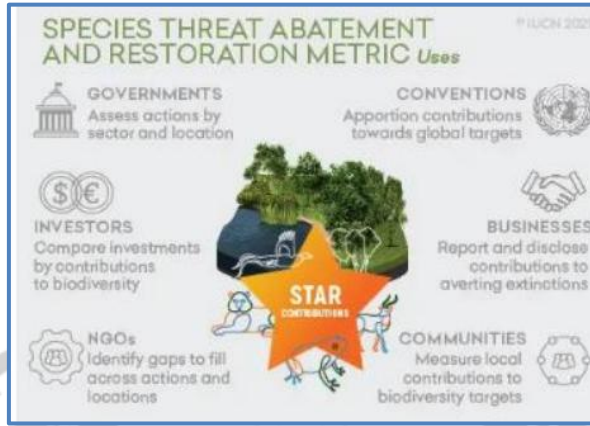 SPECIES THREAT ABATEMENT
AND RESTORATION METRIC Uses
© IUCN
GOVERNMENTS
Assess actions by
sector and location
CONVENTIONS
Apportion contributions
towards global targets
$ €
INVESTORS
Compare investments
by contributions
to biodiversity
BUSINESSES
Report and disclose
contributions to
averting extinctions
STAR
CONTRIBUTIONS
NGOs
Identify gaps to fill
across actions and
locations
COMMUNITIES
Measure local
contributions to
biodiversity targets